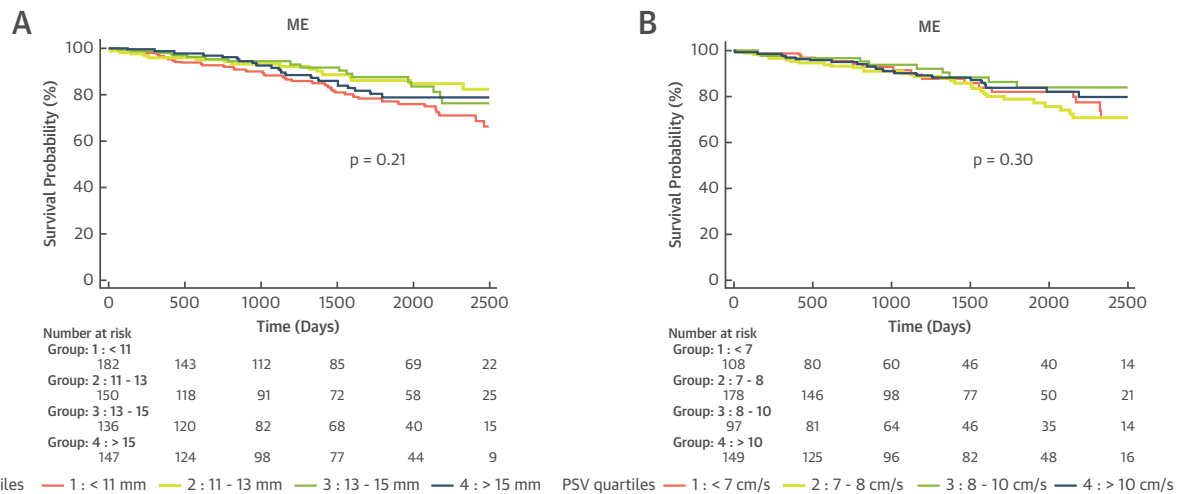 A
ME
Survival Probability (%)
100
80
60
40
20
0
p = 0.21
0 500 1000 1500 2000 2500
Time (Days)
Number at risk
Group: 1 : < 11
182 143 112 85 69 22
Group: 2 : 11 - 13
150 118 91 72 58 25
Group: 3 : 13 - 15
136 120 82 68 40 15
Group: 4 : > 15
147 124 98 77 44 9
iles 1 : < 11 mm 2 : 11 - 13 mm 3 : 13 - 15 mm 4 : > 15 mm
B
ME
Survival Probability (%)
100
80
60
40
20
0
p = 0.30
0 500 1000 1500 2000 2500
Time (Days)
Number at risk
Group: 1 : < 7
108 80 60 46 40 14
Group: 2 : 7 - 8
178 146 98 77 50 21
Group: 3 : 8 - 10
97 81 64 46 35 14
Group: 4 : > 10
149 125 96 82 48 16
PSV quartiles 1 : < 7 cm/s 2 : 7 - 8 cm/s 3 : 8 - 10 cm/s 4 : > 10 cm/s